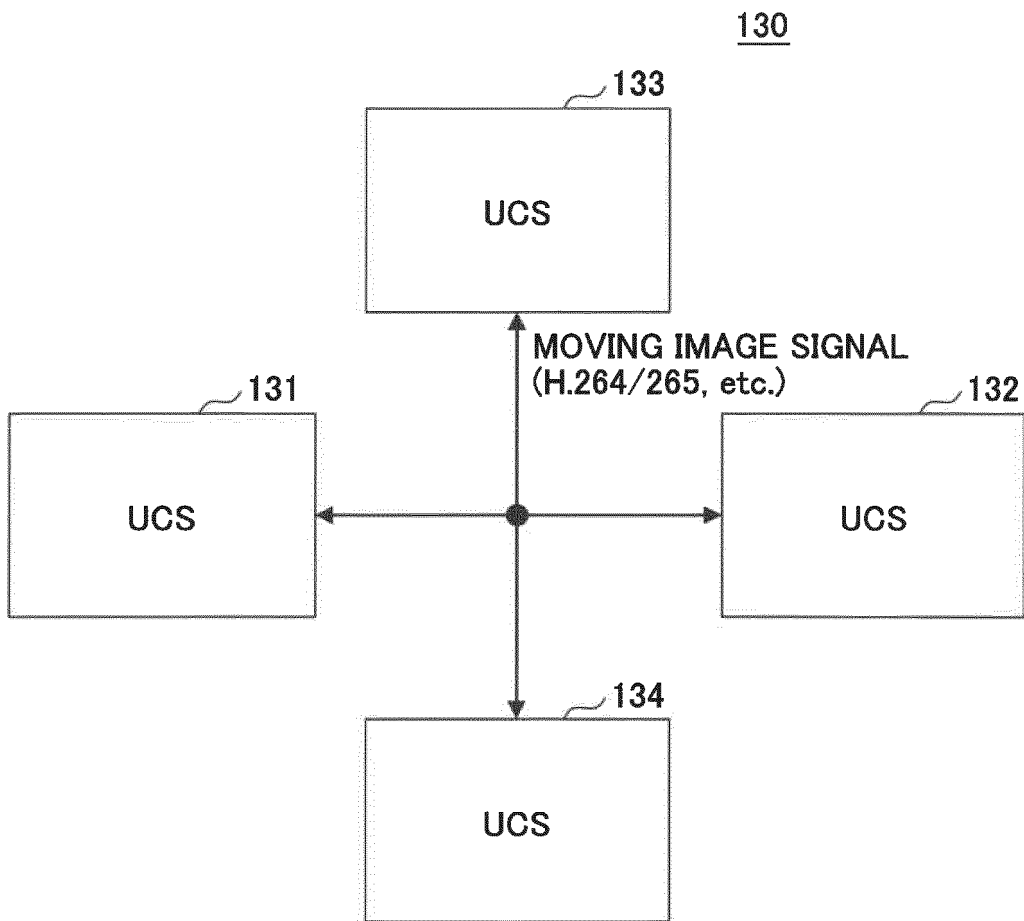 130
133
UCS
MOVING IMAGE SIGNAL
(H.264/265, etc.)
131
132
UCS
UCS
134
UCS